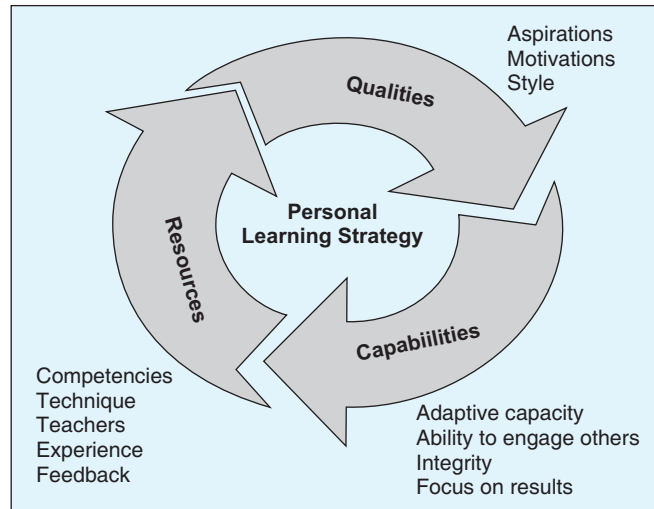 Aspirations
Motivations
Style
Qualities
Personal
Learning Strategy
Resources
Capabiilities
Competencies
Technique
Teachers
Experience
Feedback
Adaptive capacity
Ability to engage others
Integrity
Focus on results